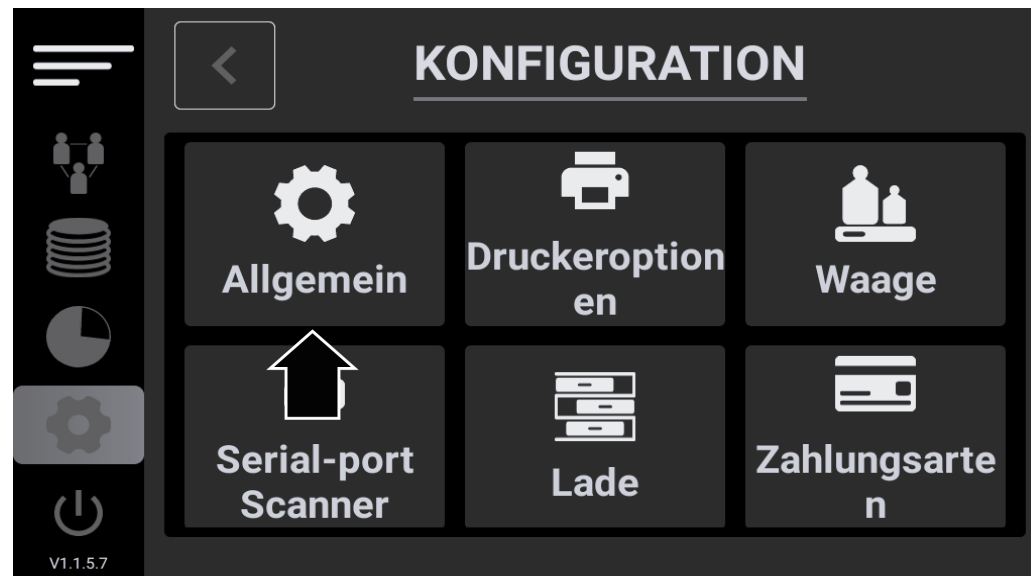 KONFIGURATION
Allgemein
Druckeroption
en
Waage
Serial-port
Scanner
Lade
Zahlungsarte
n
V1.1.5.7